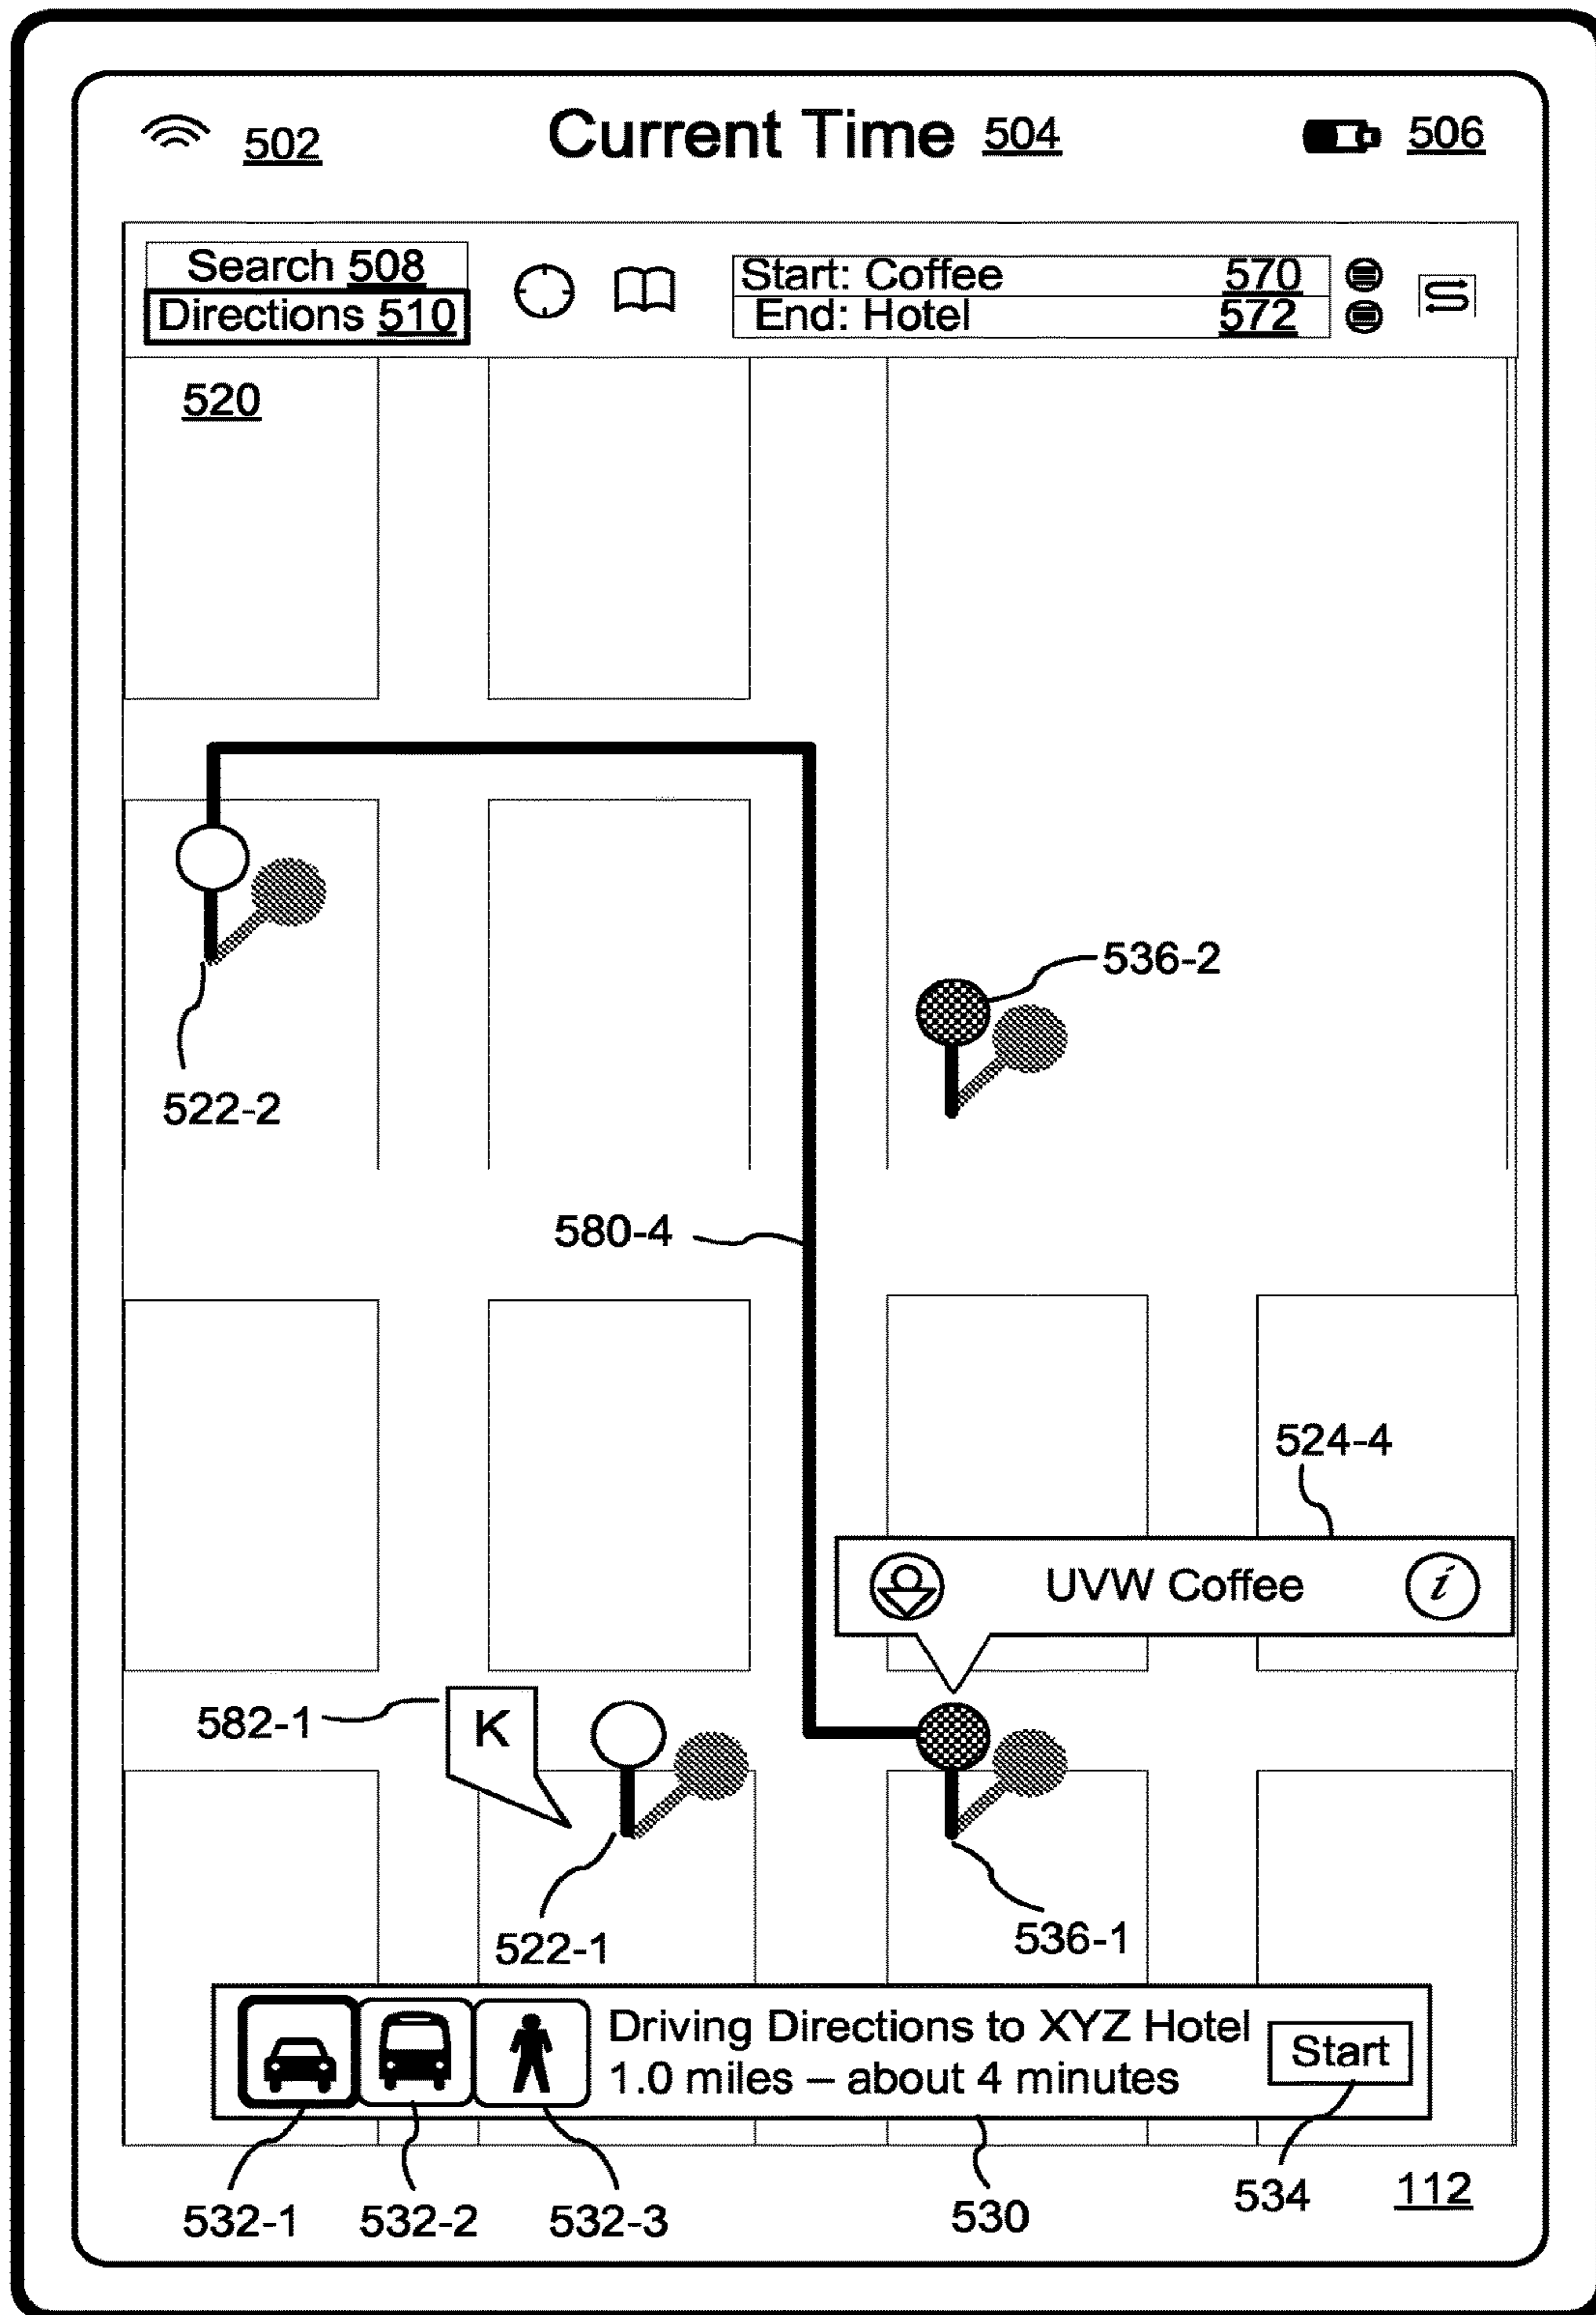 502
Current Time 504
506
Search 508
Directions 510
Start: Coffee 570
End: Hotel 572
520
536-2
522-2
580-4
524-4
UVW Coffee i
582-1
K
522-1
536-1
Driving Directions to XYZ Hotel
1.0 miles – about 4 minutes
Start
532-1
532-2
532-3
530
534
112